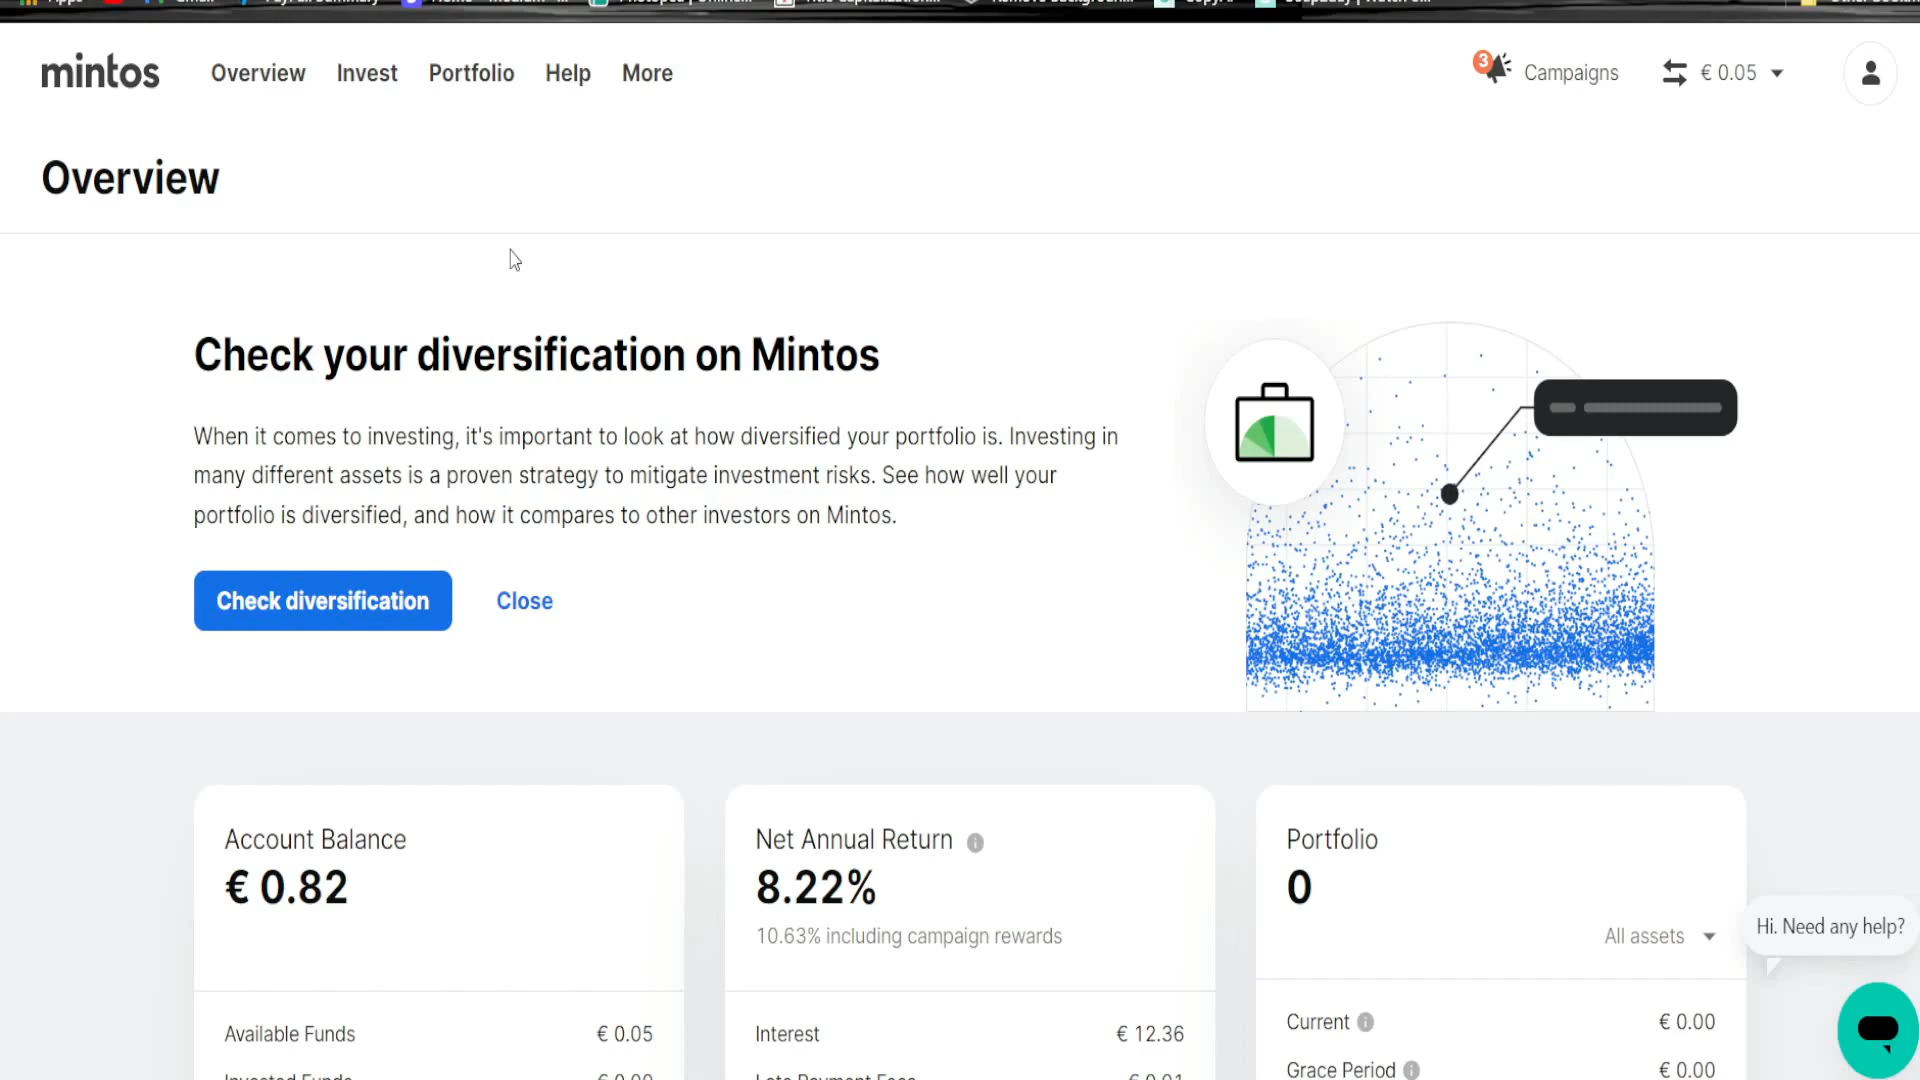 mintos Overview Invest Portfolio Help More 3 Campaigns € 0.05
Overview
Check your diversification on Mintos
When it comes to investing, it's important to look at how diversified your portfolio is. Investing in
many different assets is a proven strategy to mitigate investment risks. See how well your
portfolio is diversified, and how it compares to other investors on Mintos.
Check diversification Close
Account Balance
€ 0.82
Available Funds € 0.05
Net Annual Return
8.22%
10.63% including campaign rewards
Interest € 12.36
Portfolio
0
All assets
Current € 0.00
Grace Period € 0.00
Hi. Need any help?